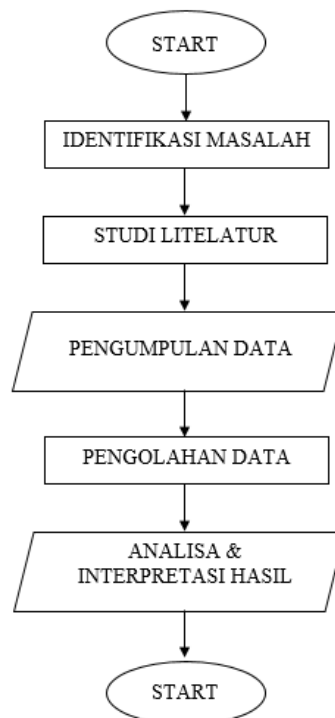 START
IDENTIFIKASI MASALAH
STUDI LITELATUR
PENGUMPULAN DATA
PENGOLAHAN DATA
ANALISA &
INTERPRETASI HASIL
START